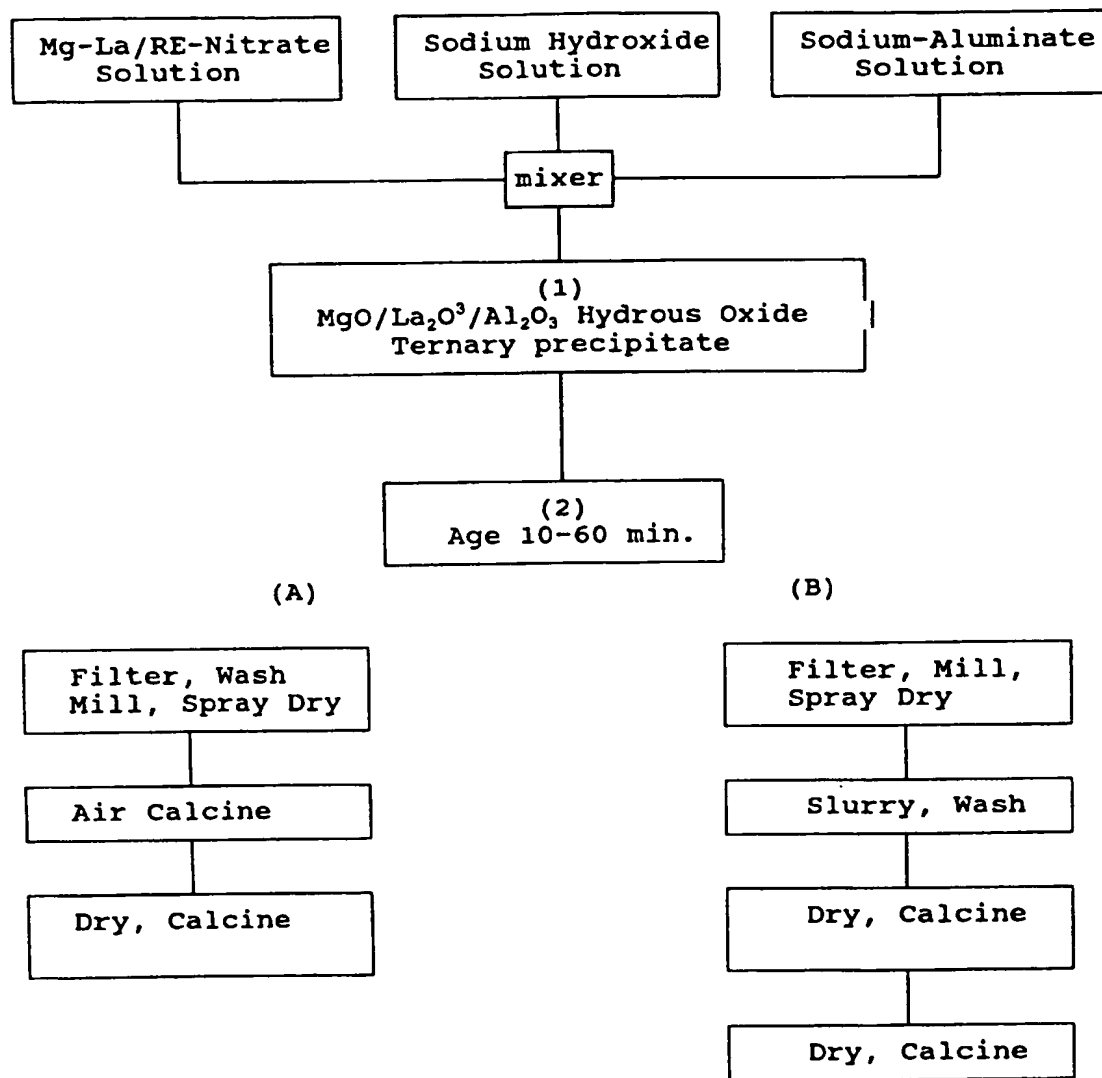 Mg-La/RE-Nitrate
Solution
Sodium Hydroxide
Solution
Sodium-Aluminate
Solution
mixer
(1)
MgO/La₂O³/Al₂O₃ Hydrous Oxide
Ternary precipitate
(2)
Age 10-60 min.
(A)
Filter, Wash
Mill, Spray Dry
Air Calcine
Dry, Calcine
(B)
Filter, Mill,
Spray Dry
Slurry, Wash
Dry, Calcine
Dry, Calcine